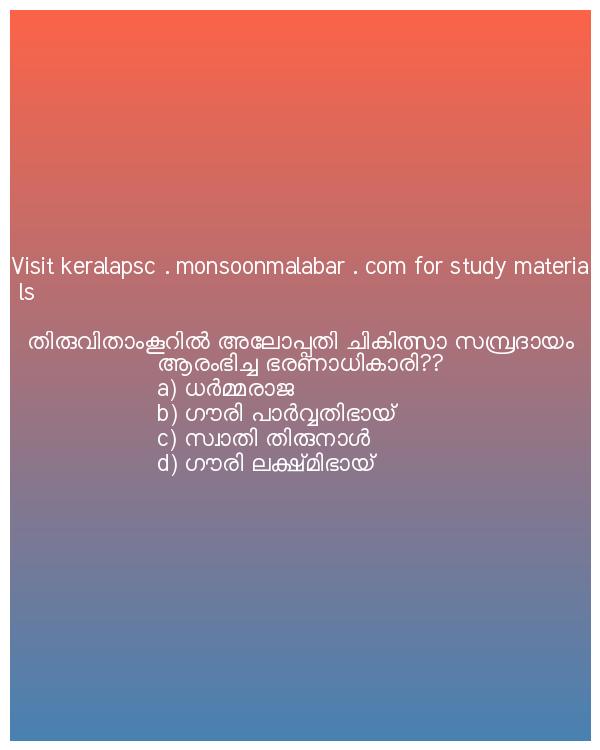 Visit keralapsc . monsoonmalabar . com for study materia
ls
തിരുവിതാംകൂറിൽ അലോപ്പതി ചികിത്സാ സമ്പ്രദായം
ആരംഭിച്ച ഭരണാധികാരി??
a) ധർമ്മരാജ
b) ഗൗരി പാർവ്വതിഭായ്
c) സ്വാതി തിരുനാൾ
d) ഗൗരി ലക്ഷ്മിഭായ്